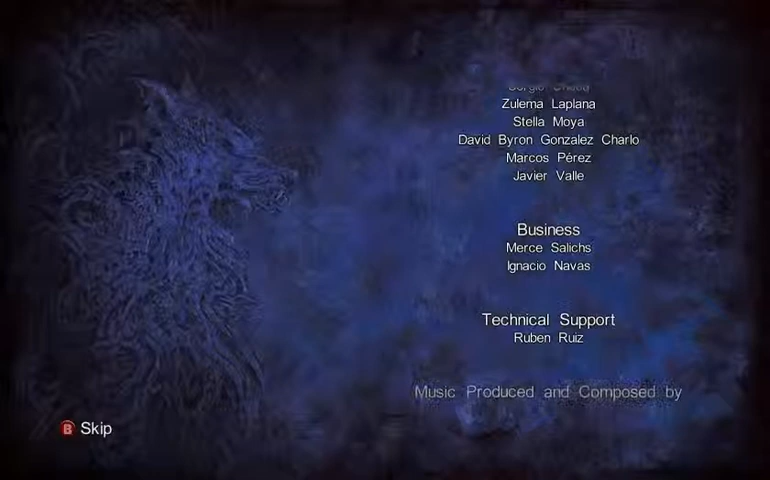 Zulema Laplana
Stella Moya
David Byron Gonzalez Charlo
Marcos Pérez
Javier Valle
Business
Merce Salichs
Ignacio Navas
Technical Support
Ruben Ruiz
Music Produced and Composed by
B Skip